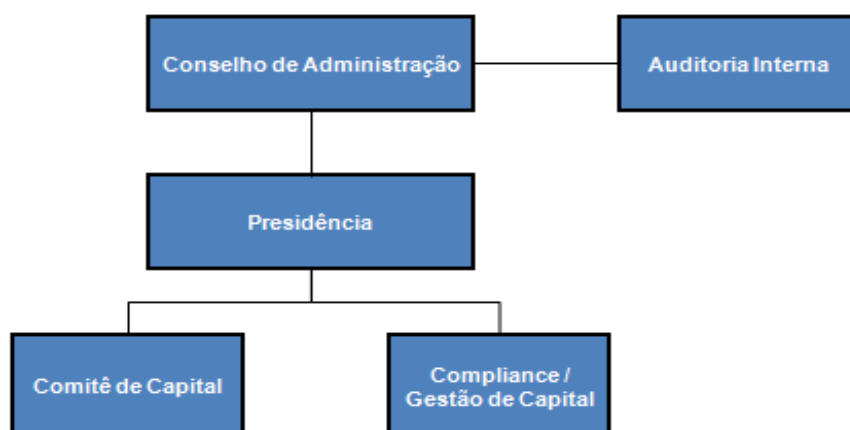 Conselho de Administração
Auditoria Interna
Presidência
Comitê de Capital
Compliance /
Gestão de Capital